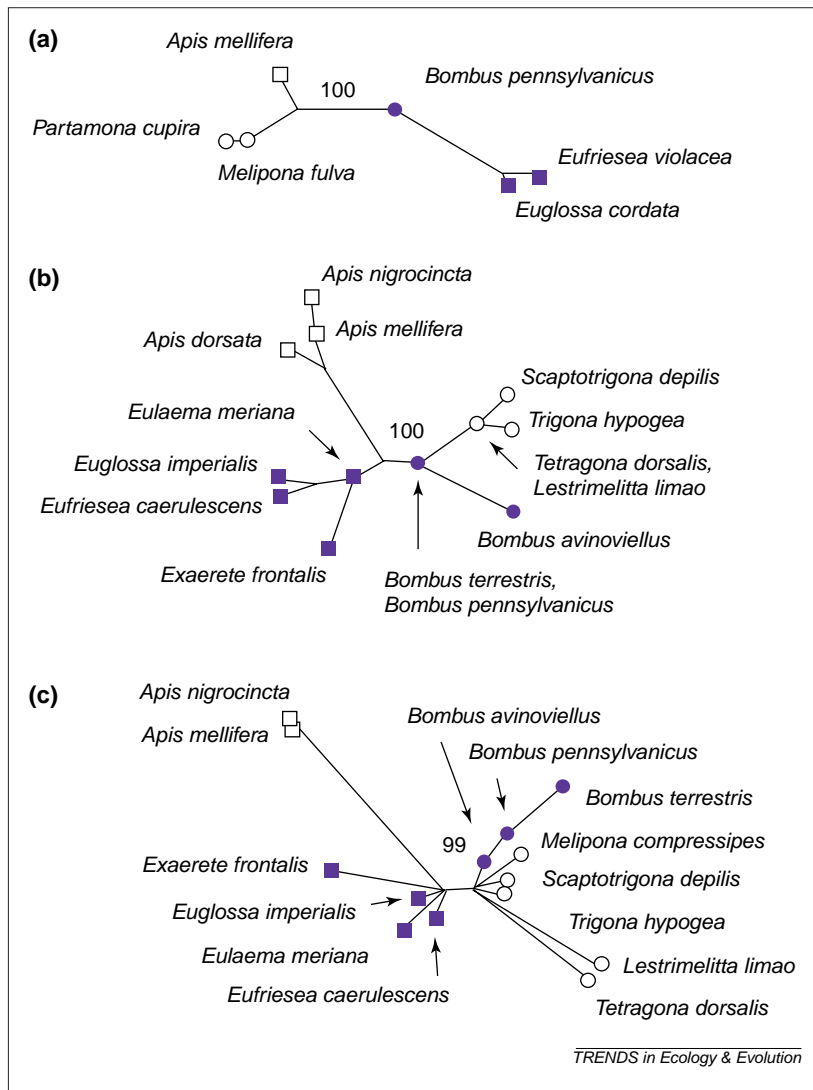 (a)
Apis mellifera
100
Bombus pennsylvanicus
Partamona cupira
Melipona fulva
Eufriesea violacea
Euglossa cordata
(b)
Apis nigrocincta
Apis mellifera
Apis dorsata
Scaptotrigona depilis
Eulaema meriana
100
Trigona hypogea
Euglossa imperialis
Tetragona dorsalis,
Lestrimelitta limao
Eufriesea caerulescens
Bombus avinoviellus
Exaerete frontalis
Bombus terrestris,
Bombus pennsylvanicus
(c)
Apis nigrocincta
Apis mellifera
Bombus avinoviellus
Bombus pennsylvanicus
Bombus terrestris
99
Melipona compressipes
Exaerete frontalis
Scaptotrigona depilis
Euglossa imperialis
Trigona hypogea
Eulaema meriana
Lestrimelitta limao
Eufriesea caerulescens
Tetragona dorsalis
TRENDS in Ecology & Evolution